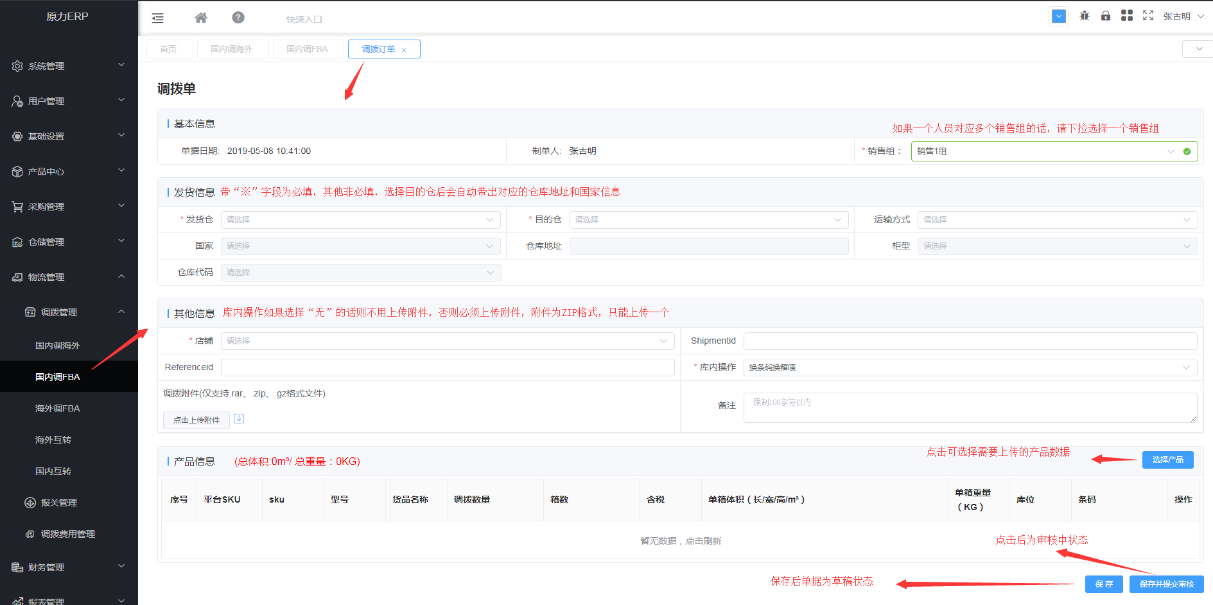 原力ERP
快速入口
张古明
系统管理
用户管理
基础设置
产品中心
采购管理
仓储管理
物流管理
调拨管理
国内调海外
国内调FBA
海外调FBA
海外互转
国内互转
报关管理
调拨费用管理
财务管理
报表管理
首页 国内调海外 国内调FBA 调拨订单 ×
调拨单
基本信息
如果一个人员对应多个销售组的话，请下拉选择一个销售组
单据日期: 2019-05-08 10:41:00 制单人: 张古明 * 销售组： 销售1组
发货信息 带“※”字段为必填，其他非必填，选择目的仓后会自动带出对应的仓库地址和国家信息
* 发货仓 请选择 * 目的仓 请选择 运输方式 请选择
国家 请选择 仓库地址 柜型 请选择
仓库代码 请选择
其他信息 库内操作如果选择“无”的话则不用上传附件，否则必须上传附件，附件为ZIP格式，只能上传一个
* 店铺 请选择 Shipmentid
Referenceid * 库内操作 换条码换箱唛
调拨附件(仅支持.rar、.zip、.gz格式文件)
点击上传附件
备注 限制100字符以内
产品信息 (总体积:0m³/ 总重量：0KG)
点击可选择需要上传的产品数据
选择产品
序号 平台SKU sku 型号 货品名称 调拨数量 箱数 含税 单箱体积（长/宽/高/m³） 单箱重量（KG） 库位 条码 操作
暂无数据，点击刷新
点击后为审核中状态
保存后单据为草稿状态
保 存 保存并提交审核